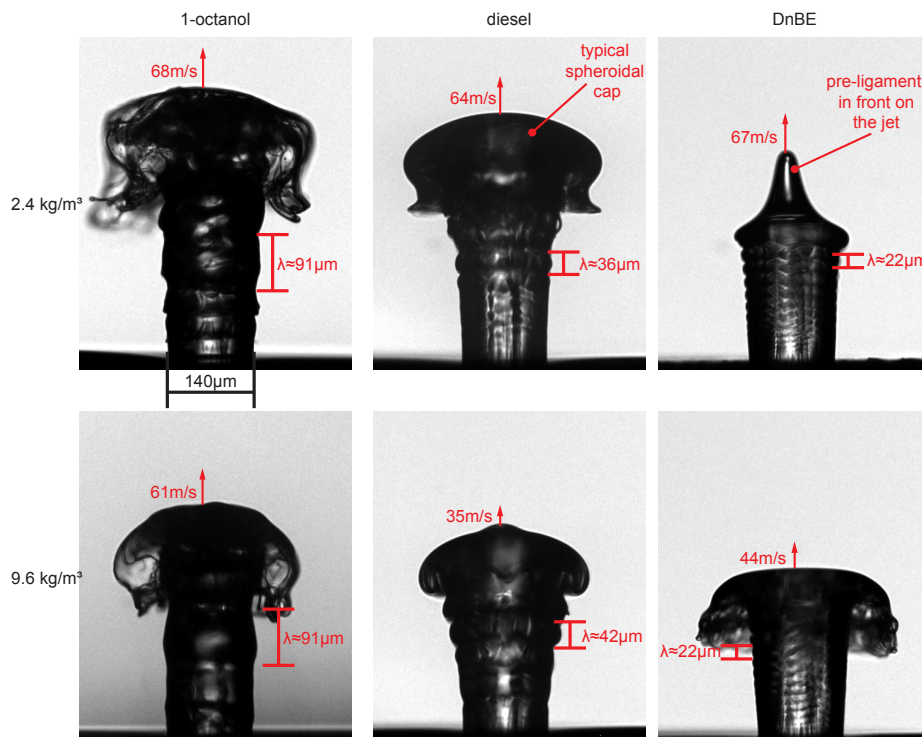 1-octanol
diesel
DnBE
2.4 kg/m³
68m/s
λ≈91µm
140µm
typical
spheroidal
cap
64m/s
λ≈36µm
pre-ligament
in front on
the jet
67m/s
λ≈22µm
9.6 kg/m³
61m/s
λ≈91µm
35m/s
λ≈42µm
44m/s
λ≈22µm